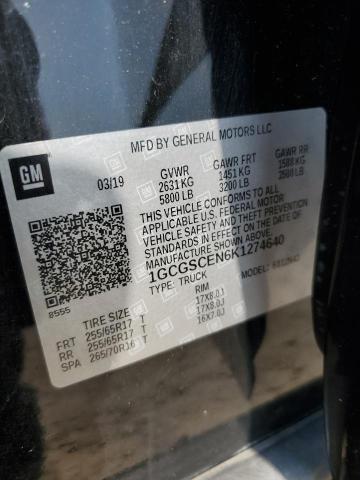 MFD BY GENERAL MOTORS LLC
GM
03/19
GVWR
2631 KG
5800 LB
GAWR FRT
1451 KG
3200 LB
GAWR RR
1588 KG
LB
THIS VEHICLE CONFORMS TO ALL
APPLICABLE U.S. FEDERAL MOTOR
VEHICLE SAFETY AND BUMPER
STANDARDS IN EFFECT ON THE DATE OF
MANUFACTURE SHOWN ABOVE.
1GCGSCEN6K1274640
TYPE: TRUCK
MODEL:
8555
TIRE SIZE
RIM
FRT 255/65R17 T 17X8.0J
RR 255/65R17 T 17X8.0J
SPA 265/70R16 T 16X7.0J